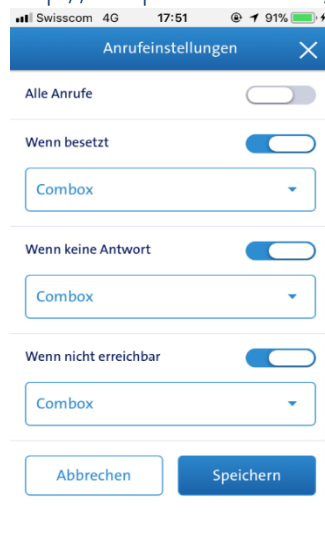 Swisscom 4G 17:51 91%
Anrufeinstellungen
Alle Anrufe
Wenn besetzt
Combox
Wenn keine Antwort
Combox
Wenn nicht erreichbar
Combox
Abbrechen Speichern